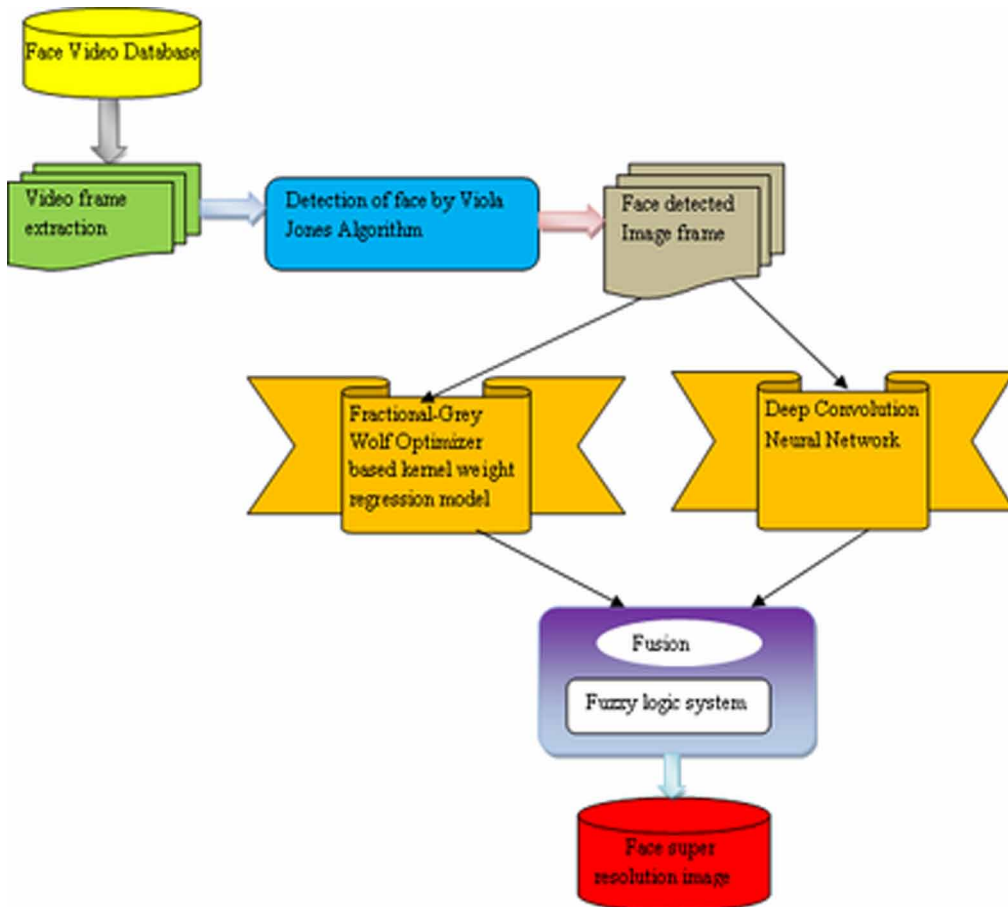 Face Video Database
Video frame
extraction
Detection of face by Viola
Jones Algorithm
Face detected
Image frame
Fractional-Grey
Wolf Optimizer
based kernel weight
regression model
Deep Convolution
Neural Network
Fusion
Fuzzy logic system
Face super
resolution image